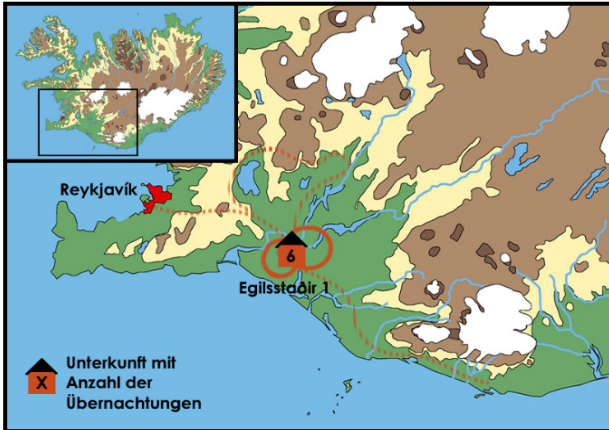 Reykjavík
6
Egilsstaðir 1
X
Unterkunft mit
Anzahl der
Übernachtungen